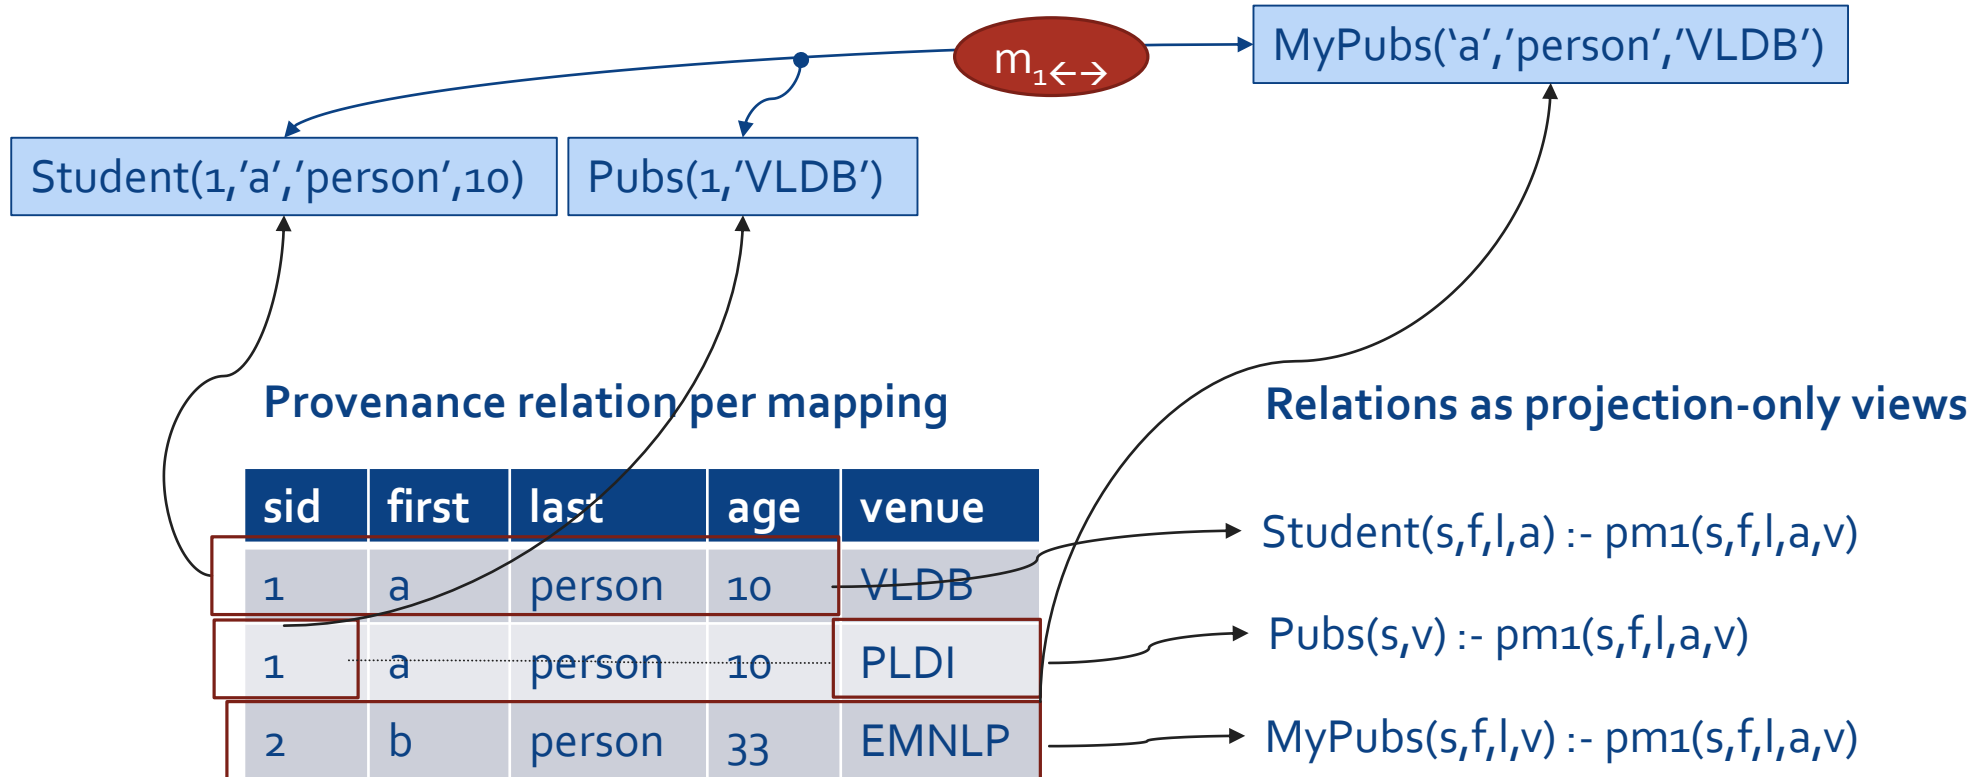 m1←→
MyPubs(‘a’,’person’,’VLDB’)
Student(1,’a’,’person’,10)
Pubs(1,’VLDB’)
Provenance relation per mapping
Relations as projection-only views
sid first last age venue
1 a person 10 VLDB
1 a person 10 PLDI
2 b person 33 EMNLP
Student(s,f,l,a) :- pm1(s,f,l,a,v)
Pubs(s,v) :- pm1(s,f,l,a,v)
MyPubs(s,f,l,v) :- pm1(s,f,l,a,v)